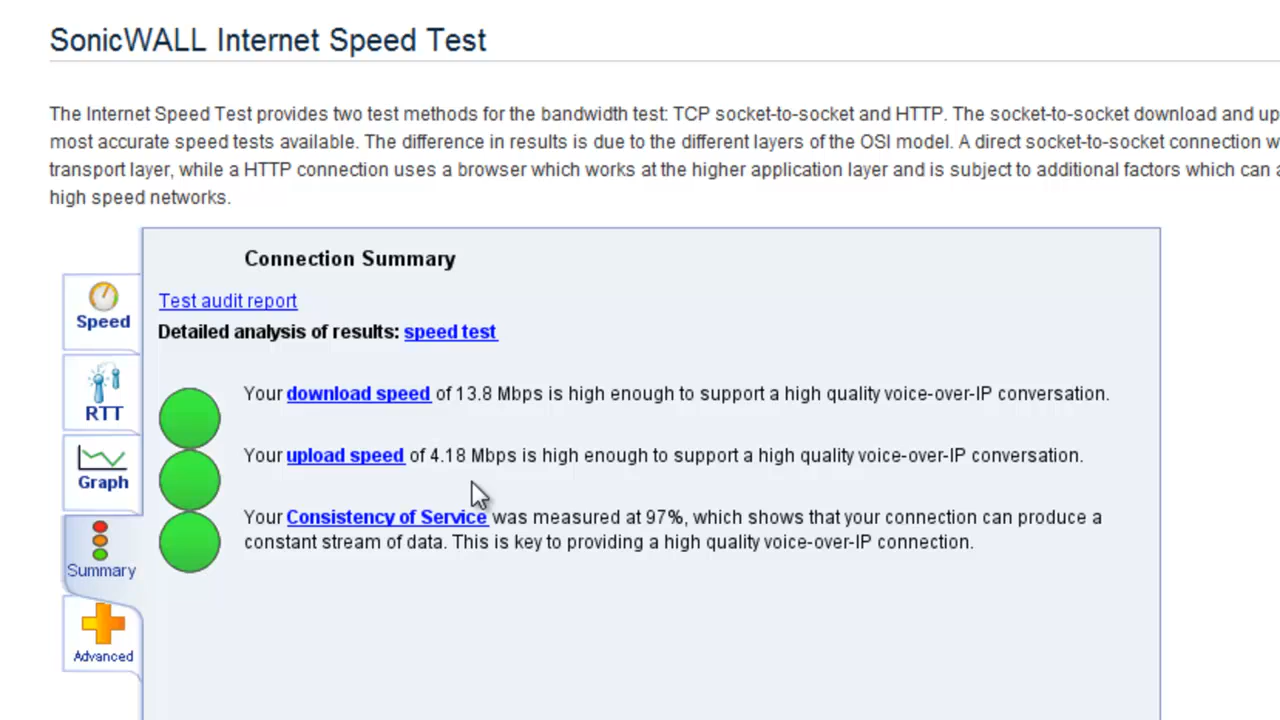 SonicWALL Internet Speed Test
The Internet Speed Test provides two test methods for the bandwidth test: TCP socket-to-socket and HTTP. The socket-to-socket download and up
most accurate speed tests available. The difference in results is due to the different layers of the OSI model. A direct socket-to-socket connection w
transport layer, while a HTTP connection uses a browser which works at the higher application layer and is subject to additional factors which can a
high speed networks.
Connection Summary
Test audit report
Detailed analysis of results: speed test
Speed
RTT
Graph
Summary
Advanced
Your download speed of 13.8 Mbps is high enough to support a high quality voice-over-IP conversation.
Your upload speed of 4.18 Mbps is high enough to support a high quality voice-over-IP conversation.
Your Consistency of Service was measured at 97%, which shows that your connection can produce a
constant stream of data. This is key to providing a high quality voice-over-IP connection.